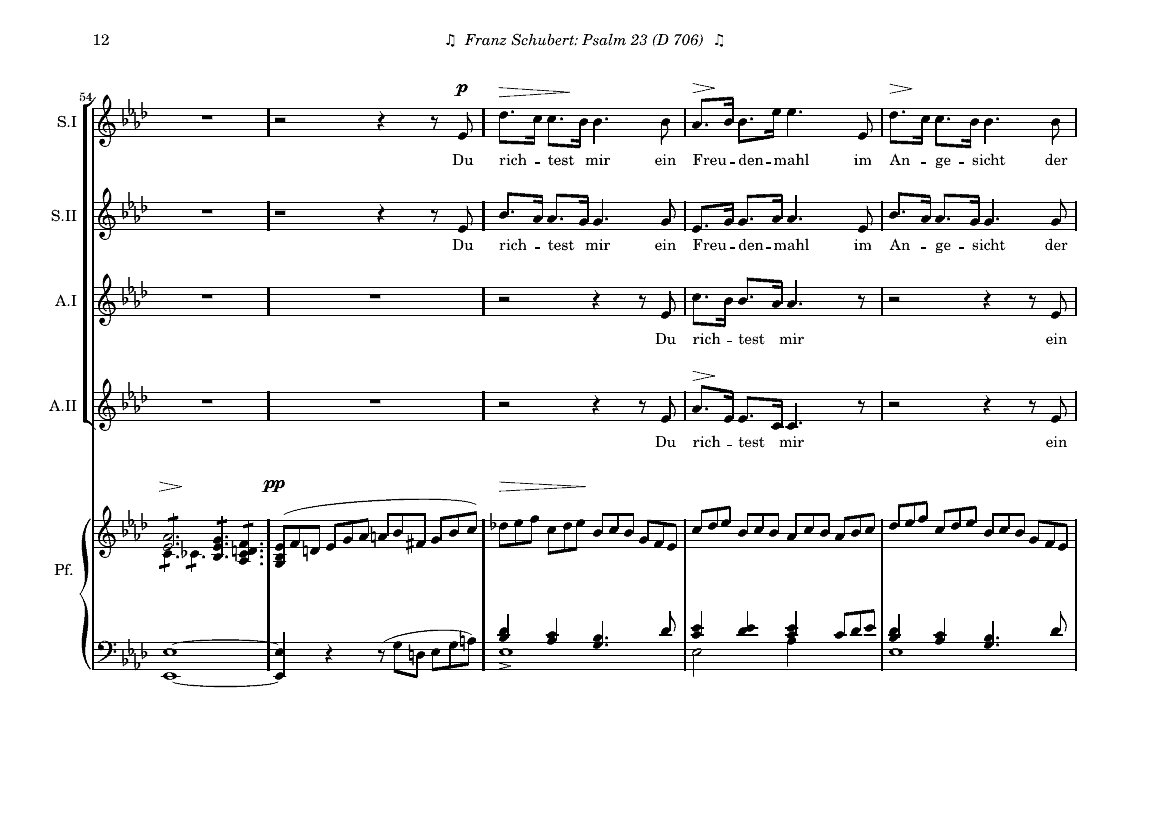 12
♫ Franz Schubert: Psalm 23 (D 706) ♫
54
p
S.I
Du rich - test mir ein Freu - den - mahl im An - ge - sicht der
S.II
Du rich - test mir ein Freu - den - mahl im An - ge - sicht der
A.I
Du rich - test mir ein
A.II
Du rich - test mir ein
pp
Pf.